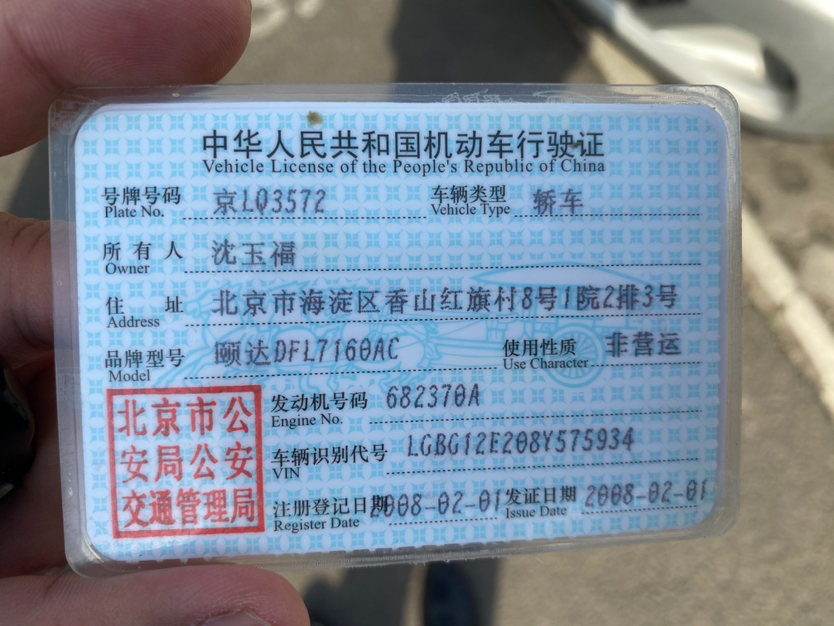 中华人民共和国机动车行驶证
Vehicle License of the People's Republic of China
号牌号码 京LQ3572 车辆类型 轿车
Plate No. Vehicle Type
所有人 沈玉福
Owner
住址 北京市海淀区香山红旗村8号1院2排3号
Address
品牌型号 颐达DFL7160AC 使用性质 非营运
Model Use Character
北京市公
安局公安
交通管理局
发动机号码 682370A
Engine No.
车辆识别代号 LGBG12E208Y575934
VIN
注册登记日期 2008-02-01 发证日期 2008-02-01
Register Date Issue Date